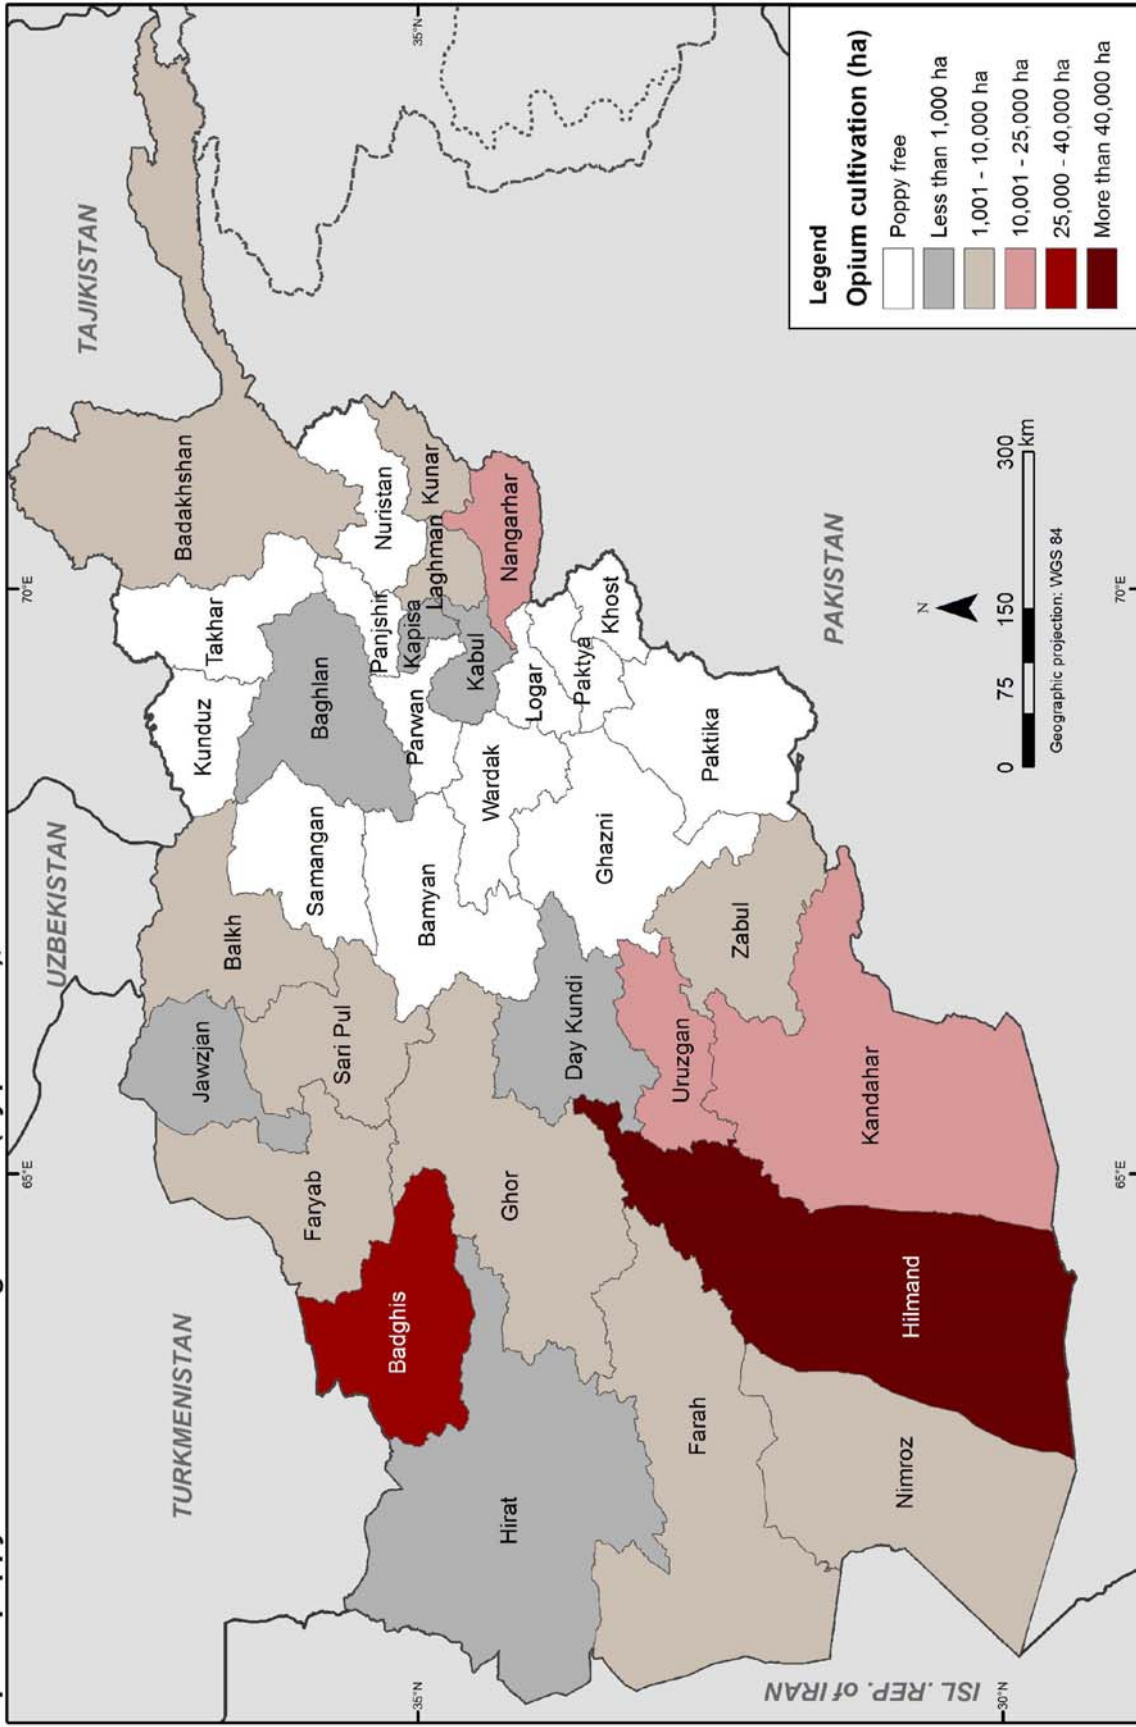 70°E
65°E
TAJIKISTAN
UZBEKISTAN
TURKMENISTAN
35°N
35°N
Badakhshan
Takhar
Kunduz
Balkh
Jawzjan
Baghlan
Samangan
Sari Pul
Faryab
Nuristan
Kunar
Laghman
Panjshir
Kapisa
Parwan
Kabul
Nangarhar
Bamyan
Wardak
Logar
Paktya
Khost
Ghor
Badghis
Hirat
Day Kundi
Ghazni
Paktika
Uruzgan
Zabul
Farah
Kandahar
Hilmand
Nimroz
PAKISTAN
ISL. REP. of IRAN
30°N
N
0 75 150 300
km
Geographic projection: WGS 84
70°E
65°E
Legend
Opium cultivation (ha)
Poppy free
Less than 1,000 ha
1,001 - 10,000 ha
10,001 - 25,000 ha
25,000 - 40,000 ha
More than 40,000 ha